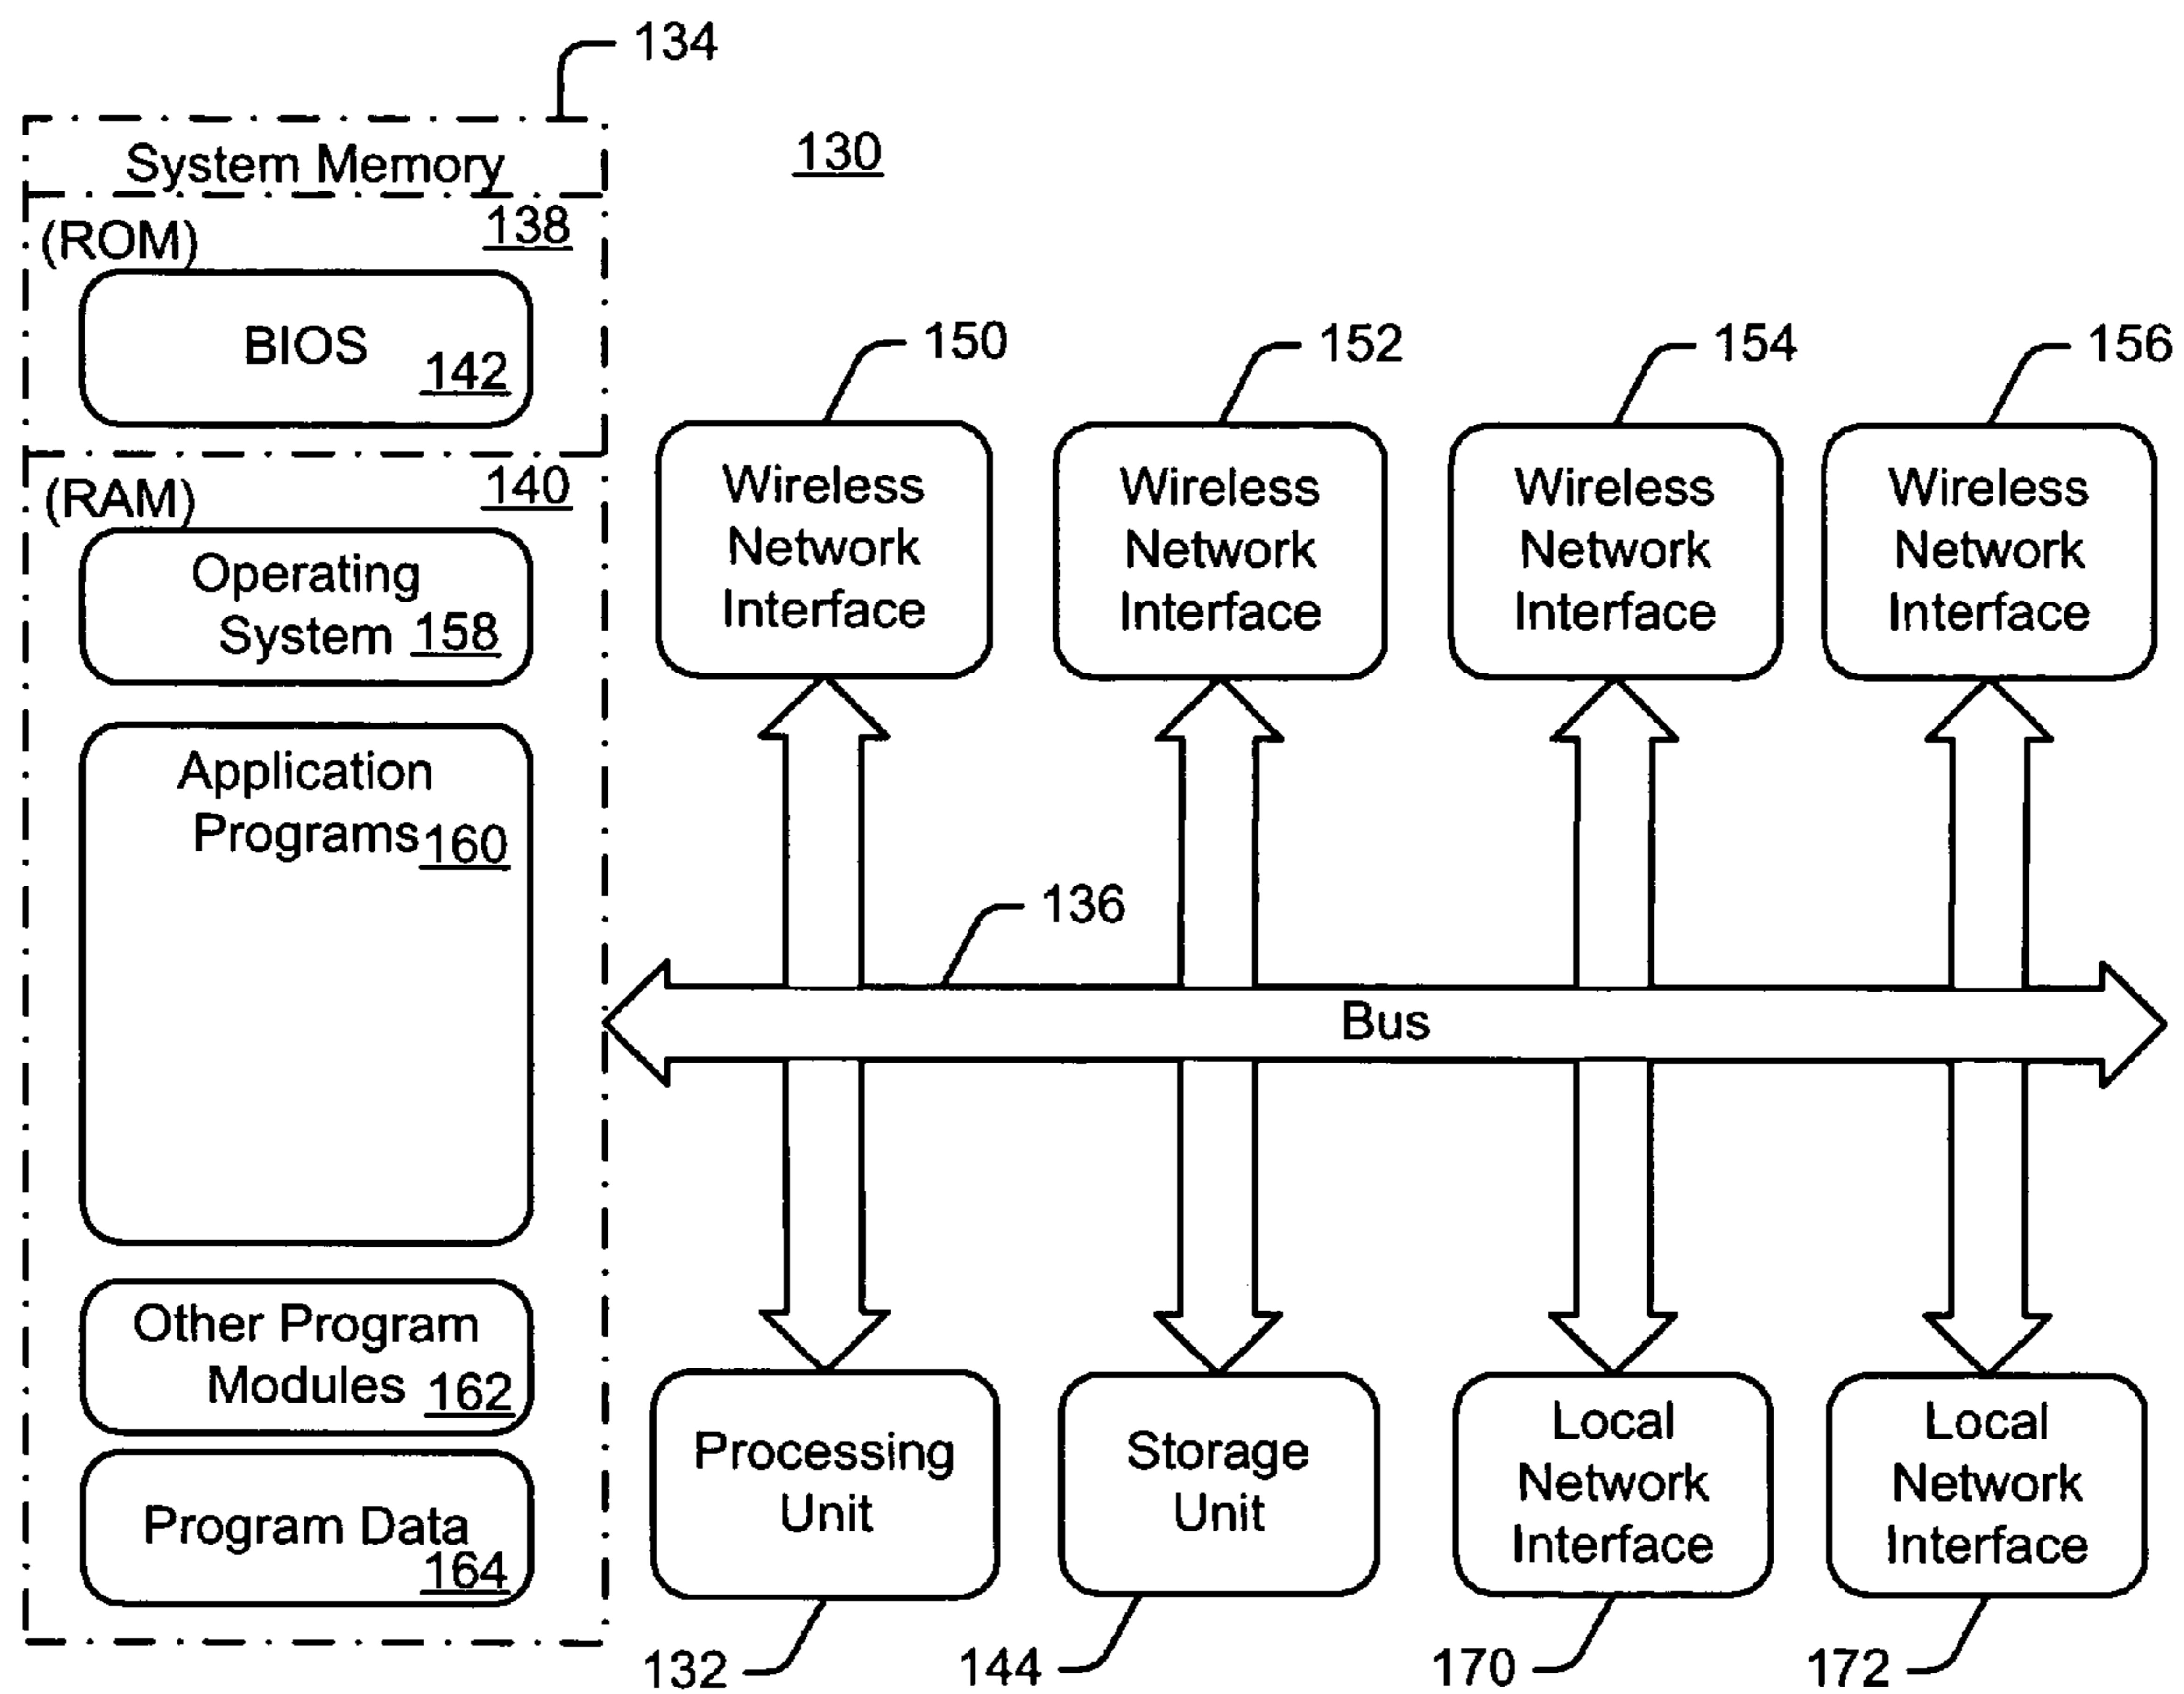 134
System Memory
130
(ROM)
138
BIOS
142
(RAM)
140
Operating
System 158
Application
Programs 160
Other Program
Modules 162
Program Data
164
150
152
154
156
Wireless
Network
Interface
Wireless
Network
Interface
Wireless
Network
Interface
Wireless
Network
Interface
136
Bus
Processing
Unit
Storage
Unit
Local
Network
Interface
Local
Network
Interface
132
144
170
172